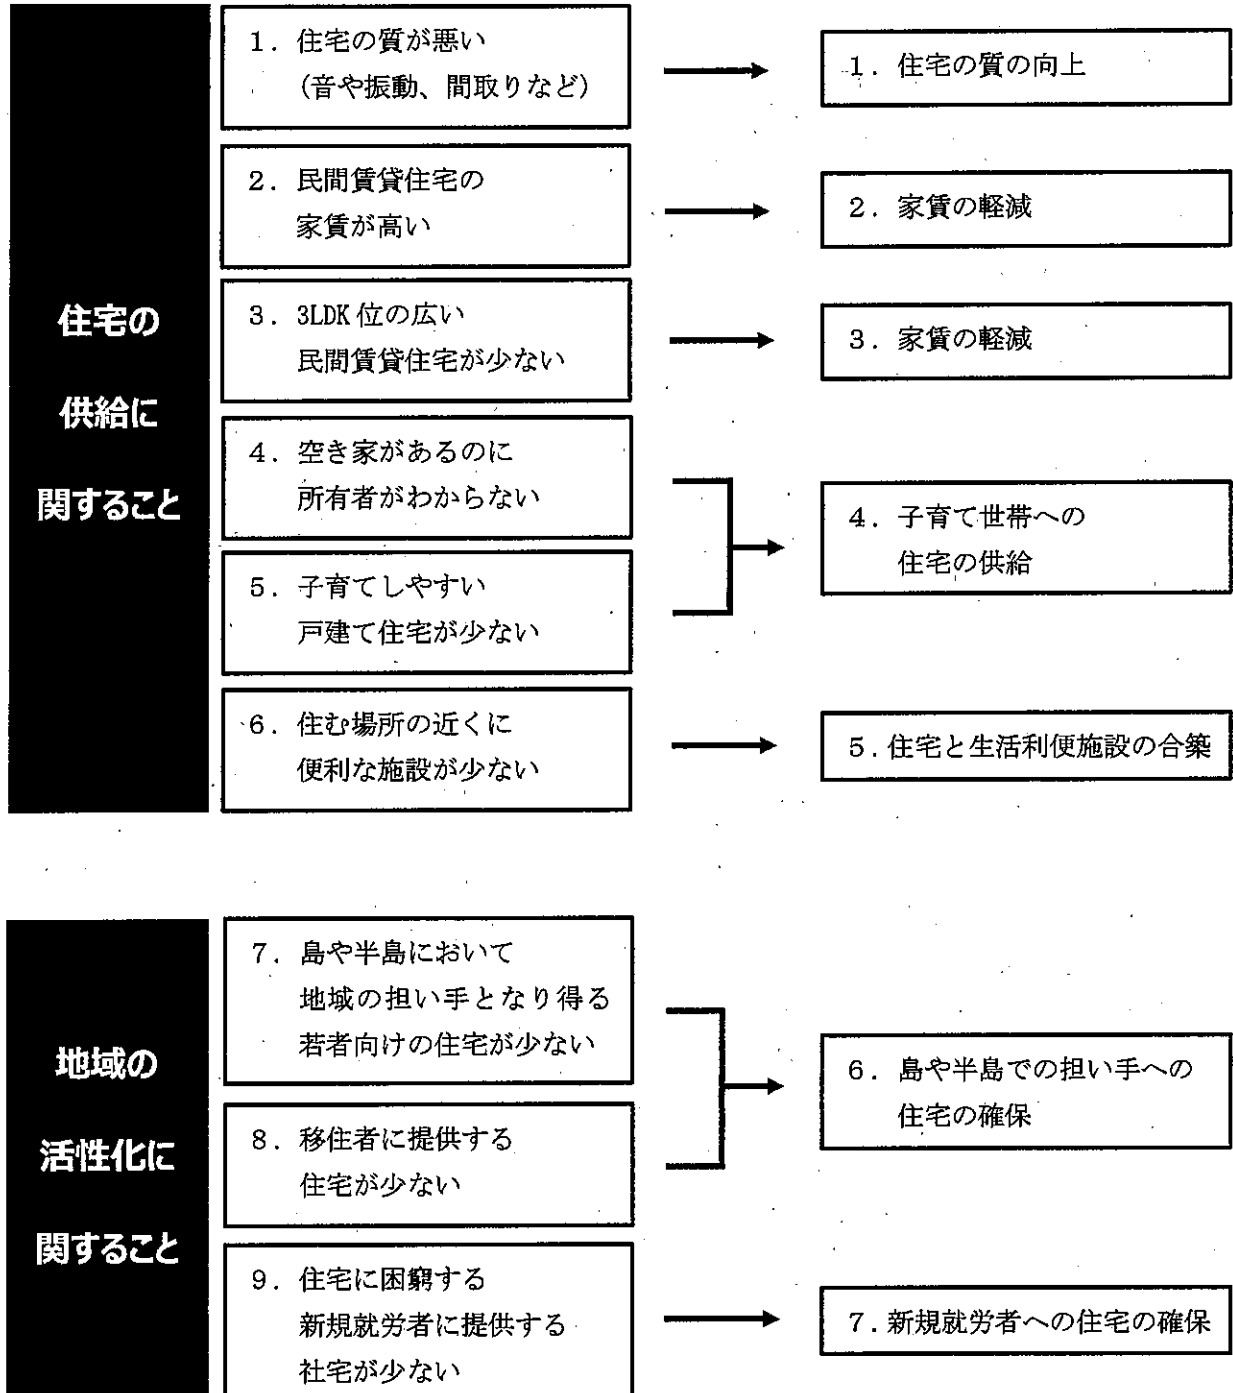 住宅の
供給に
関すること
1. 住宅の質が悪い
(音や振動、間取りなど)
1. 住宅の質の向上
2. 民間賃貸住宅の
家賃が高い
2. 家賃の軽減
3. 3LDK位の広い
民間賃貸住宅が少ない
3. 家賃の軽減
4. 空き家があるのに
所有者がわからない
5. 子育てしやすい
戸建て住宅が少ない
4. 子育て世帯への
住宅の供給
6. 住む場所の近くに
便利な施設が少ない
5. 住宅と生活利便施設の合築
地域の
活性化に
関すること
7. 島や半島において
地域の担い手となり得る
若者向けの住宅が少ない
8. 移住者に提供する
住宅が少ない
6. 島や半島での担い手への
住宅の確保
9. 住宅に困窮する
新規就労者に提供する
社宅が少ない
7. 新規就労者への住宅の確保